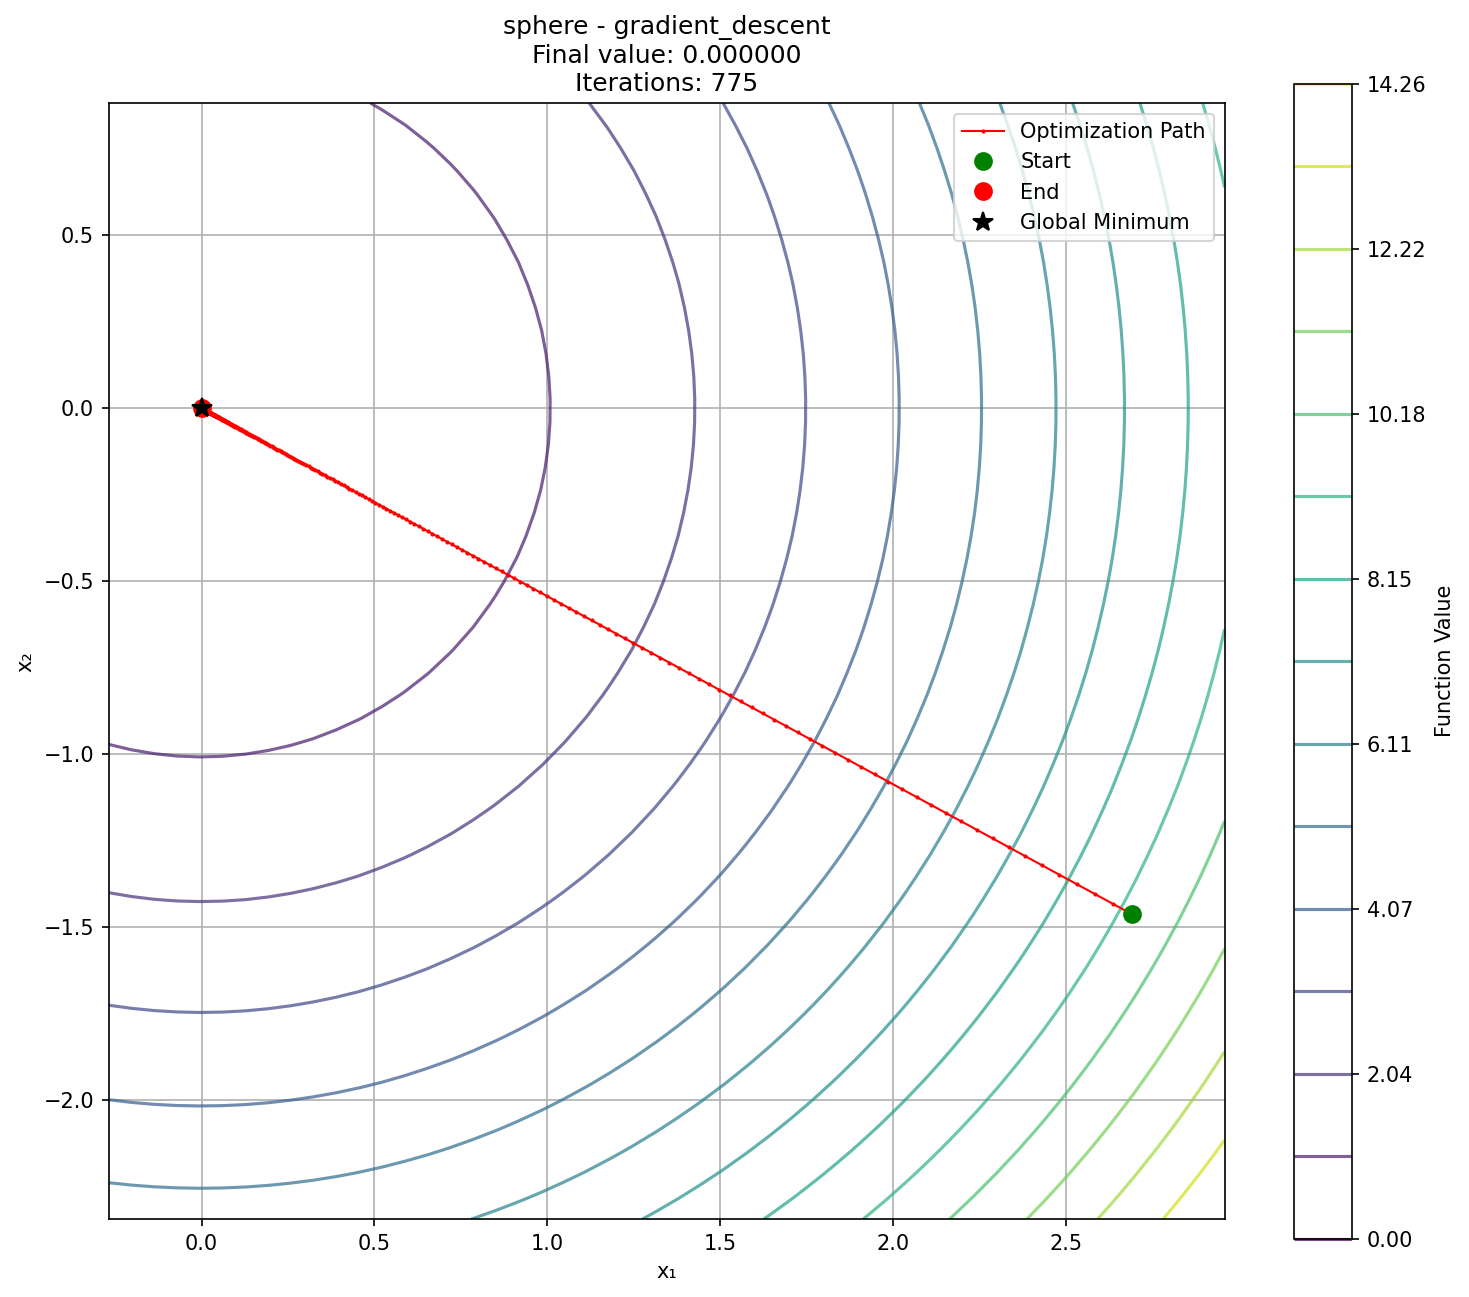 sphere - gradient_descent
Final value: 0.000000
Iterations: 775
Optimization Path
Start
End
Global Minimum
0.5
0.0
−0.5
−1.0
−1.5
−2.0
x₂
0.0
0.5
1.0
1.5
2.0
2.5
x₁
14.26
12.22
10.18
8.15
6.11
4.07
2.04
0.00
Function Value